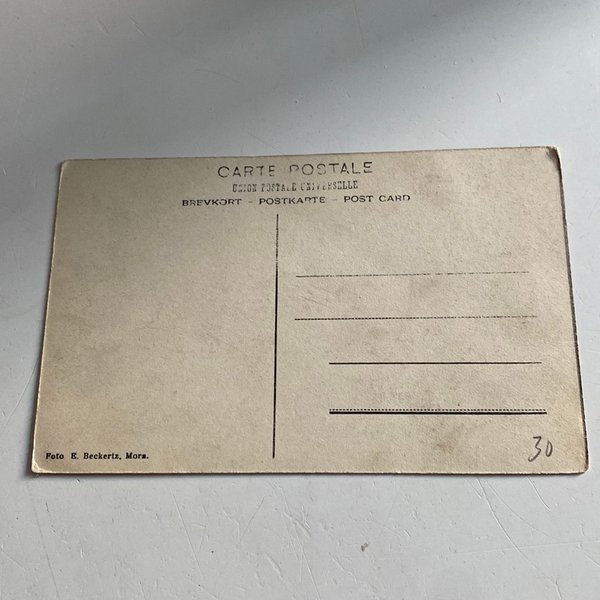 CARTE POSTALE
UNION POSTALE UNIVERSELLE
BREVKORT - POSTKARTE - POST CARD
Foto E. Beckertz, Mora.
30